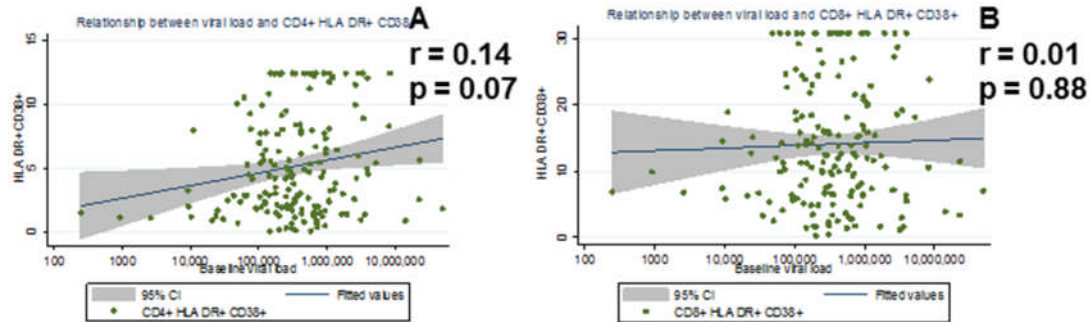 Relationship between viral load and CD4+ HLA DR+ CD38+
A
r = 0.14
p = 0.07
HLA DR+CD38+
15
10
5
0
100 1000 10,000 100,000 1,000,000 10,000,000
Baseline viral load
95% CI Fitted values
CD4+ HLA DR+ CD38+
Relationship between viral load and CD8+ HLA DR+ CD38+
B
r = 0.01
p = 0.88
HLA DR+CD38+
30
20
10
0
100 1000 10,000 100,000 1,000,000 10,000,000
Baseline viral load
95% CI Fitted values
CD8+ HLA DR+ CD38+